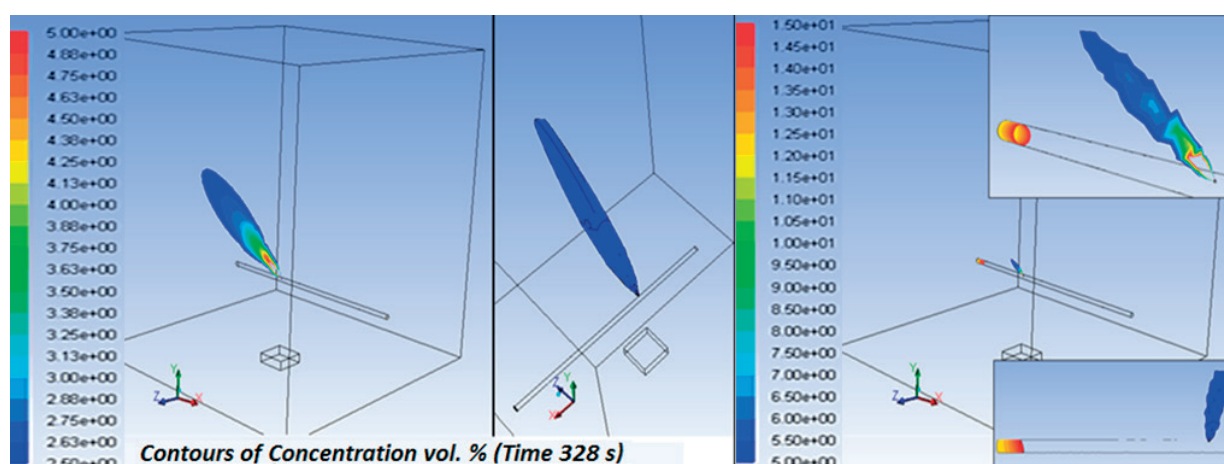 5.00e+00
4.88e+00
4.75e+00
4.63e+00
4.50e+00
4.38e+00
4.25e+00
4.13e+00
4.00e+00
3.88e+00
3.75e+00
3.63e+00
3.50e+00
3.38e+00
3.25e+00
3.13e+00
3.00e+00
2.88e+00
2.75e+00
2.63e+00
2.50e+00
Y
Z
X
Contours of Concentration vol. % (Time 328 s)
Y
Z
X
1.50e+01
1.45e+01
1.40e+01
1.35e+01
1.30e+01
1.25e+01
1.20e+01
1.15e+01
1.10e+01
1.05e+01
1.00e+01
9.50e+00
9.00e+00
8.50e+00
8.00e+00
7.50e+00
7.00e+00
6.50e+00
6.00e+00
5.50e+00
5.00e+00
Y
Z
X